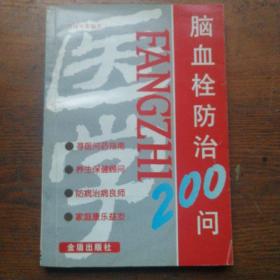 医学
FANGZHI
脑血栓防治
200问
寻医问药指南
养生保健顾问
防病治病良师
家庭康乐益友
金盾出版社